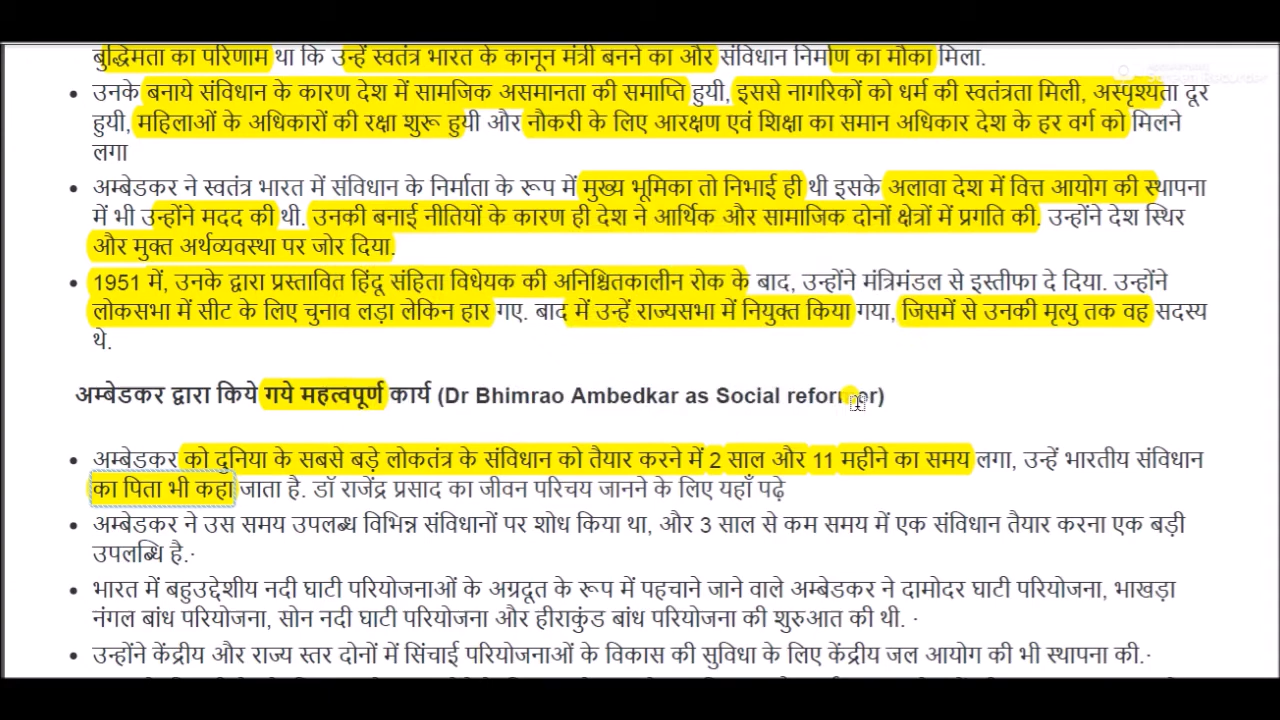 बुद्धिमता का परिणाम था कि उन्हें स्वतंत्र भारत के कानून मंत्री बनने का और संविधान निर्माण का मौका मिला.
• उनके बनाये संविधान के कारण देश में सामजिक असमानता की समाप्ति हुयी, इससे नागरिकों को धर्म की स्वतंत्रता मिली, अस्पृश्यता दूर
हुयी, महिलाओं के अधिकारों की रक्षा शुरू हुयी और नौकरी के लिए आरक्षण एवं शिक्षा का समान अधिकार देश के हर वर्ग को मिलने
लगा
• अम्बेडकर ने स्वतंत्र भारत में संविधान के निर्माता के रूप में मुख्य भूमिका तो निभाई ही थी इसके अलावा देश में वित्त आयोग की स्थापना
में भी उन्होंने मदद की थी. उनकी बनाई नीतियों के कारण ही देश ने आर्थिक और सामाजिक दोनों क्षेत्रों में प्रगति की. उन्होंने देश स्थिर
और मुक्त अर्थव्यवस्था पर जोर दिया.
• 1951 में, उनके द्वारा प्रस्तावित हिंदू संहिता विधेयक की अनिश्चितकालीन रोक के बाद, उन्होंने मंत्रिमंडल से इस्तीफा दे दिया. उन्होंने
लोकसभा में सीट के लिए चुनाव लड़ा लेकिन हार गए. बाद में उन्हें राज्यसभा में नियुक्त किया गया, जिसमें से उनकी मृत्यु तक वह सदस्य
थे.
अम्बेडकर द्वारा किये गये महत्वपूर्ण कार्य (Dr Bhimrao Ambedkar as Social reformer)
• अम्बेडकर को दुनिया के सबसे बड़े लोकतंत्र के संविधान को तैयार करने में 2 साल और 11 महीने का समय लगा, उन्हें भारतीय संविधान
का पिता भी कहा जाता है. डॉ राजेंद्र प्रसाद का जीवन परिचय जानने के लिए यहाँ पढ़े
• अम्बेडकर ने उस समय उपलब्ध विभिन्न संविधानों पर शोध किया था, और 3 साल से कम समय में एक संविधान तैयार करना एक बड़ी
उपलब्धि है.·
• भारत में बहुउद्देशीय नदी घाटी परियोजनाओं के अग्रदूत के रूप में पहचाने जाने वाले अम्बेडकर ने दामोदर घाटी परियोजना, भाखड़ा
नंगल बांध परियोजना, सोन नदी घाटी परियोजना और हीराकुंड बांध परियोजना की शुरुआत की थी. ·
• उन्होंने केंद्रीय और राज्य स्तर दोनों में सिंचाई परियोजनाओं के विकास की सुविधा के लिए केंद्रीय जल आयोग की भी स्थापना की.·